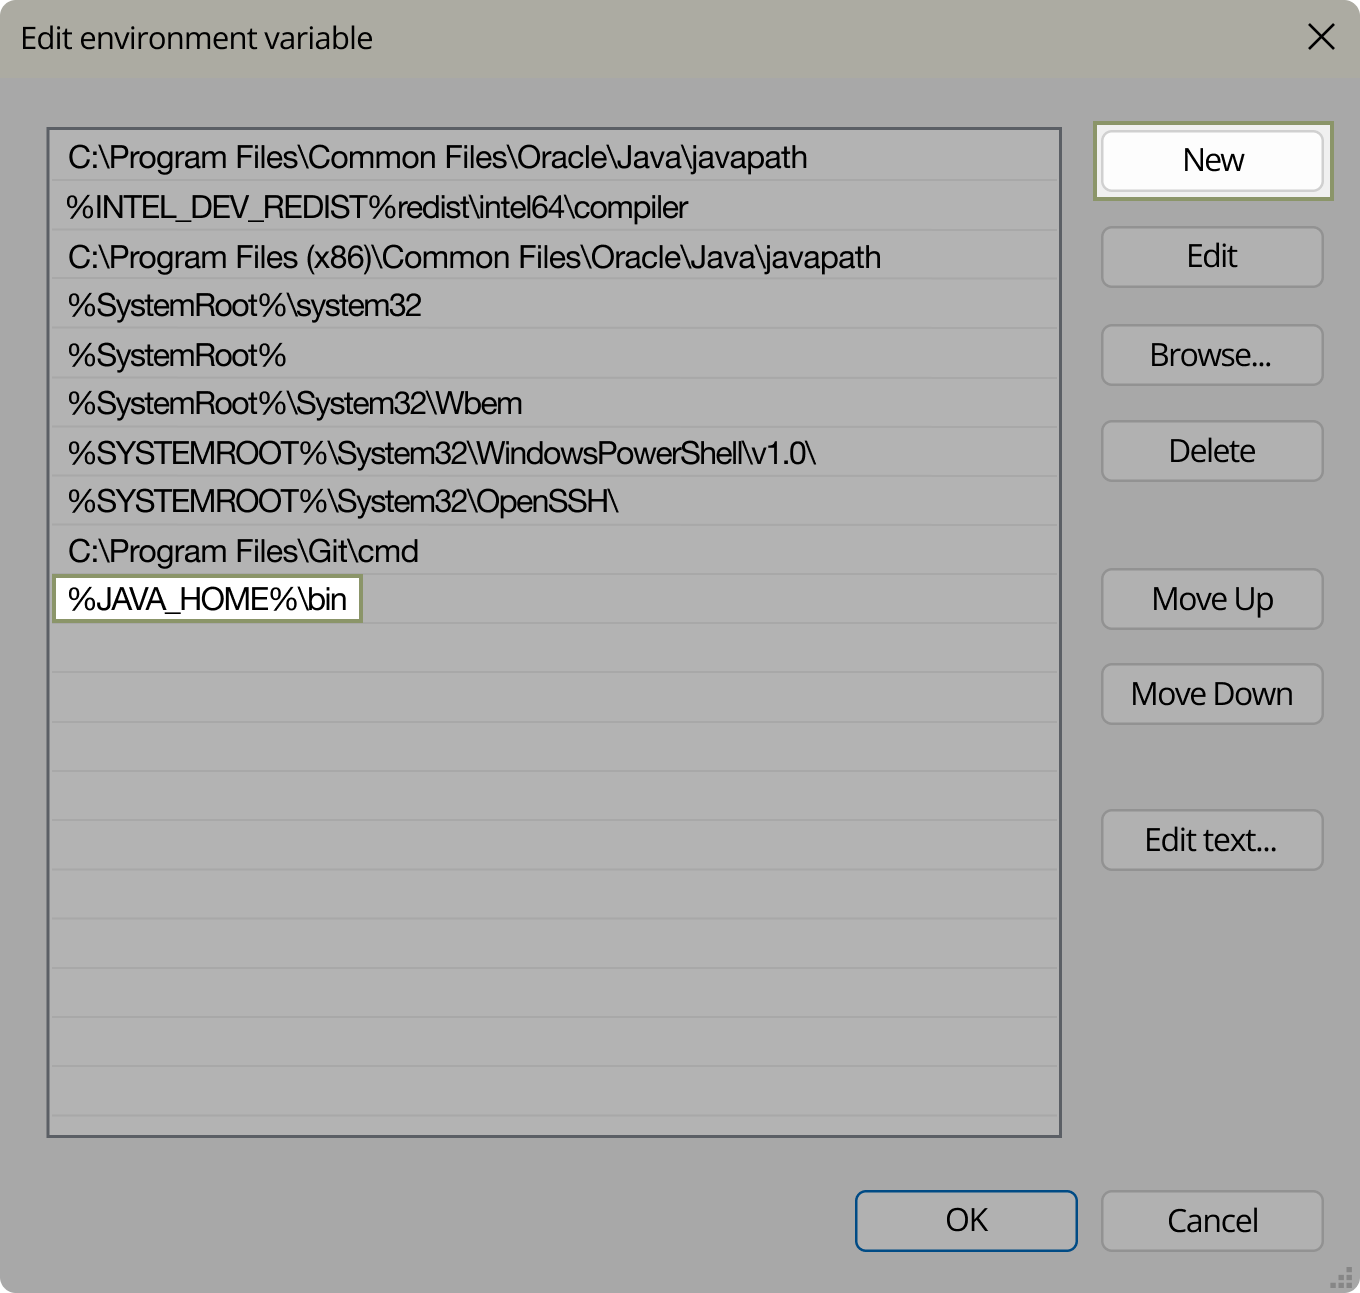 Edit environment variable
C:\Program Files\Common Files\Oracle\Java\javapath
%INTEL_DEV_REDIST%redist\intel64\compiler
C:\Program Files (x86)\Common Files\Oracle\Java\javapath
%SystemRoot%\system32
%SystemRoot%
%SystemRoot%\System32\Wbem
%SYSTEMROOT%\System32\WindowsPowerShell\v1.0\
%SYSTEMROOT%\System32\OpenSSH\
C:\Program Files\Git\cmd
%JAVA_HOME%\bin
New
Edit
Browse...
Delete
Move Up
Move Down
Edit text...
OK
Cancel